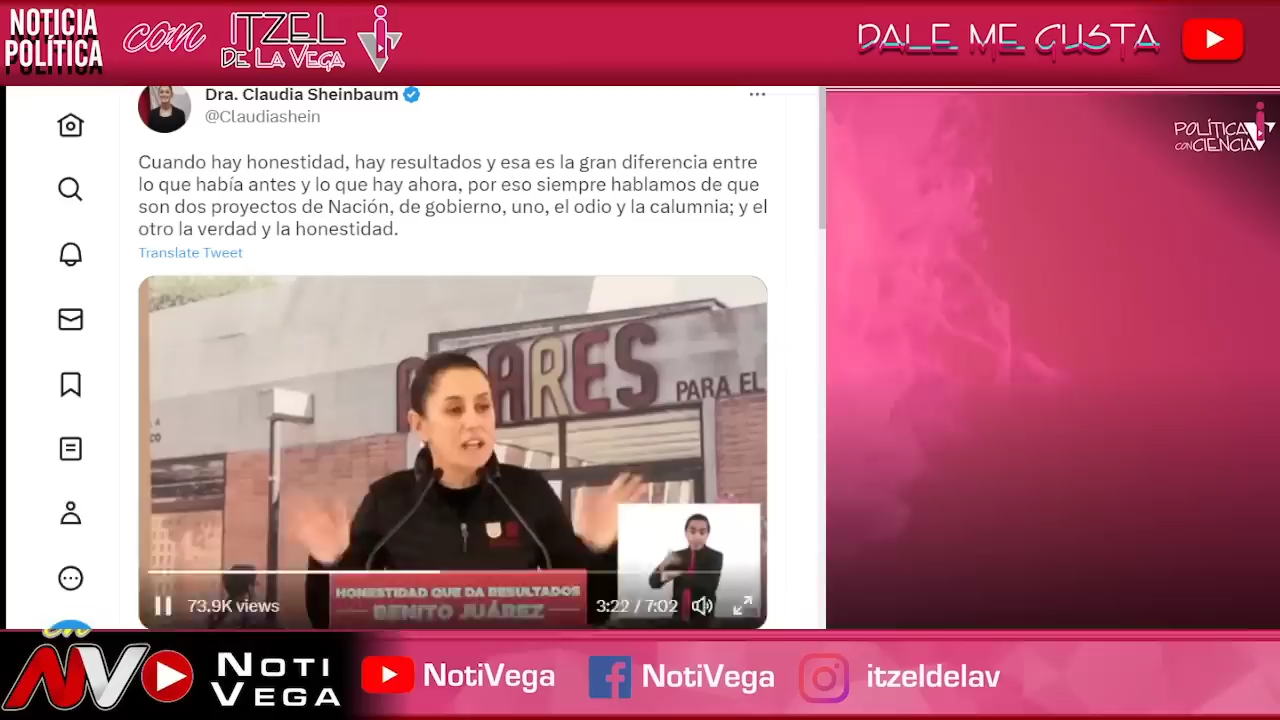 NOTICIA
POLÍTICA
con
ITZEL
DE LA VEGA
DALE ME GUSTA
POLÍTICA
CON CIENCIA
Dra. Claudia Sheinbaum
@Claudiashein
Cuando hay honestidad, hay resultados y esa es la gran diferencia entre
lo que había antes y lo que hay ahora, por eso siempre hablamos de que
son dos proyectos de Nación, de gobierno, uno, el odio y la calumnia; y el
otro la verdad y la honestidad.
Translate Tweet
PARA EL
HONESTIDAD QUE DA RESULTADOS
BENITO JUÁREZ
73.9K views
3:22 / 7:02
en
NV
NOTI
VEGA
NotiVega
NotiVega
itzeldelav